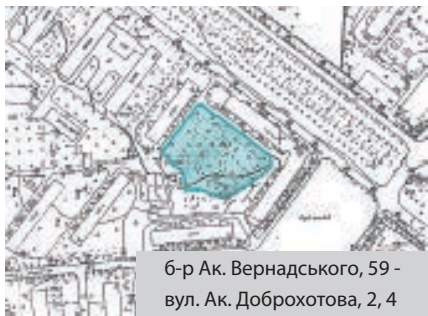 б-р Ак. Вернадського, 59 -
вул. Ак. Доброхотова, 2, 4